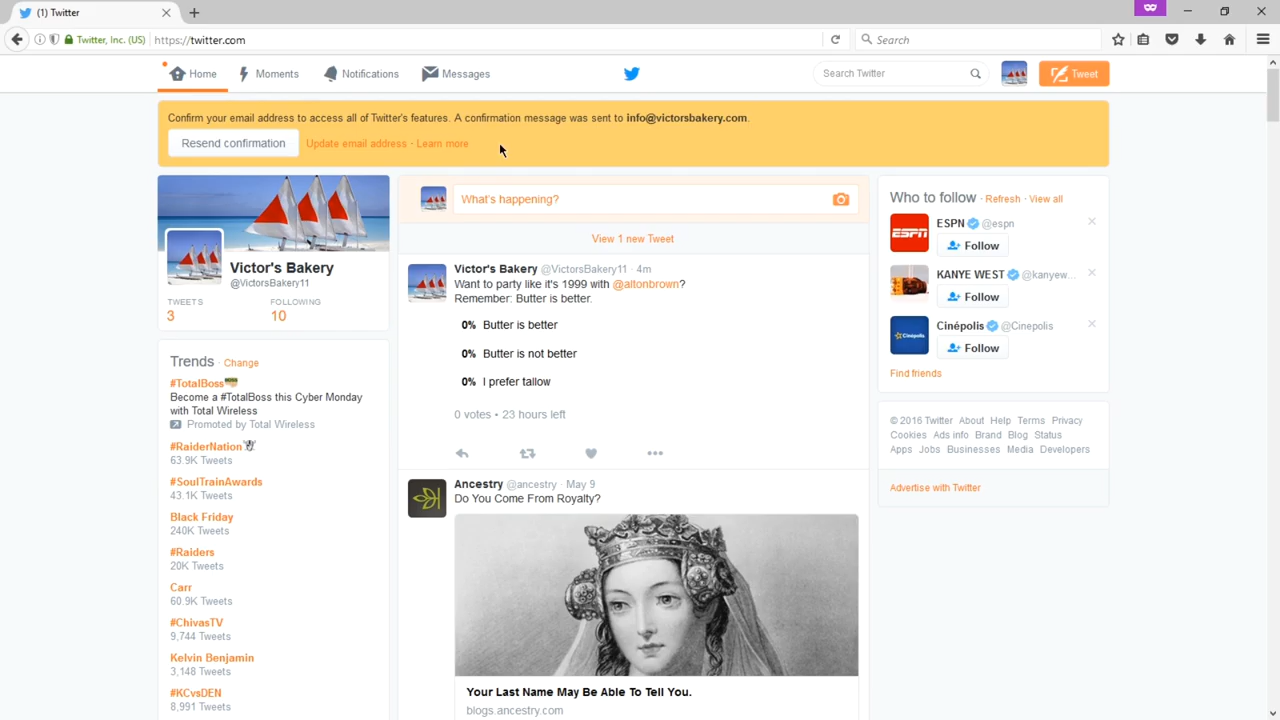 (1) Twitter
Twitter, Inc. (US)
https://twitter.com
Search
Home
Moments
Notifications
Messages
Search Twitter
Tweet
Confirm your email address to access all of Twitter's features. A confirmation message was sent to info@victorsbakery.com.
Resend confirmation
Update email address · Learn more
Victor's Bakery
@VictorsBakery11
TWEETS
FOLLOWING
3
10
Trends · Change
#TotalBoss
Become a #TotalBoss this Cyber Monday
with Total Wireless
Promoted by Total Wireless
#RaiderNation
63.9K Tweets
#SoulTrainAwards
43.1K Tweets
Black Friday
240K Tweets
#Raiders
20K Tweets
Carr
60.9K Tweets
#ChivasTV
9,744 Tweets
Kelvin Benjamin
3,148 Tweets
#KCvsDEN
8,991 Tweets
What's happening?
View 1 new Tweet
Victor's Bakery @VictorsBakery11 · 4m
Want to party like it's 1999 with @altonbrown?
Remember: Butter is better.
0% Butter is better
0% Butter is not better
0% I prefer tallow
0 votes • 23 hours left
Ancestry @ancestry · May 9
Do You Come From Royalty?
Your Last Name May Be Able To Tell You.
blogs.ancestry.com
Who to follow · Refresh · View all
ESPN @espn
ESPN
Follow
KANYE WEST @kanyew...
Follow
Cinépolis @Cinepolis
Cinépolis
Follow
Find friends
© 2016 Twitter About Help Terms Privacy
Cookies Ads info Brand Blog Status
Apps Jobs Businesses Media Developers
Advertise with Twitter